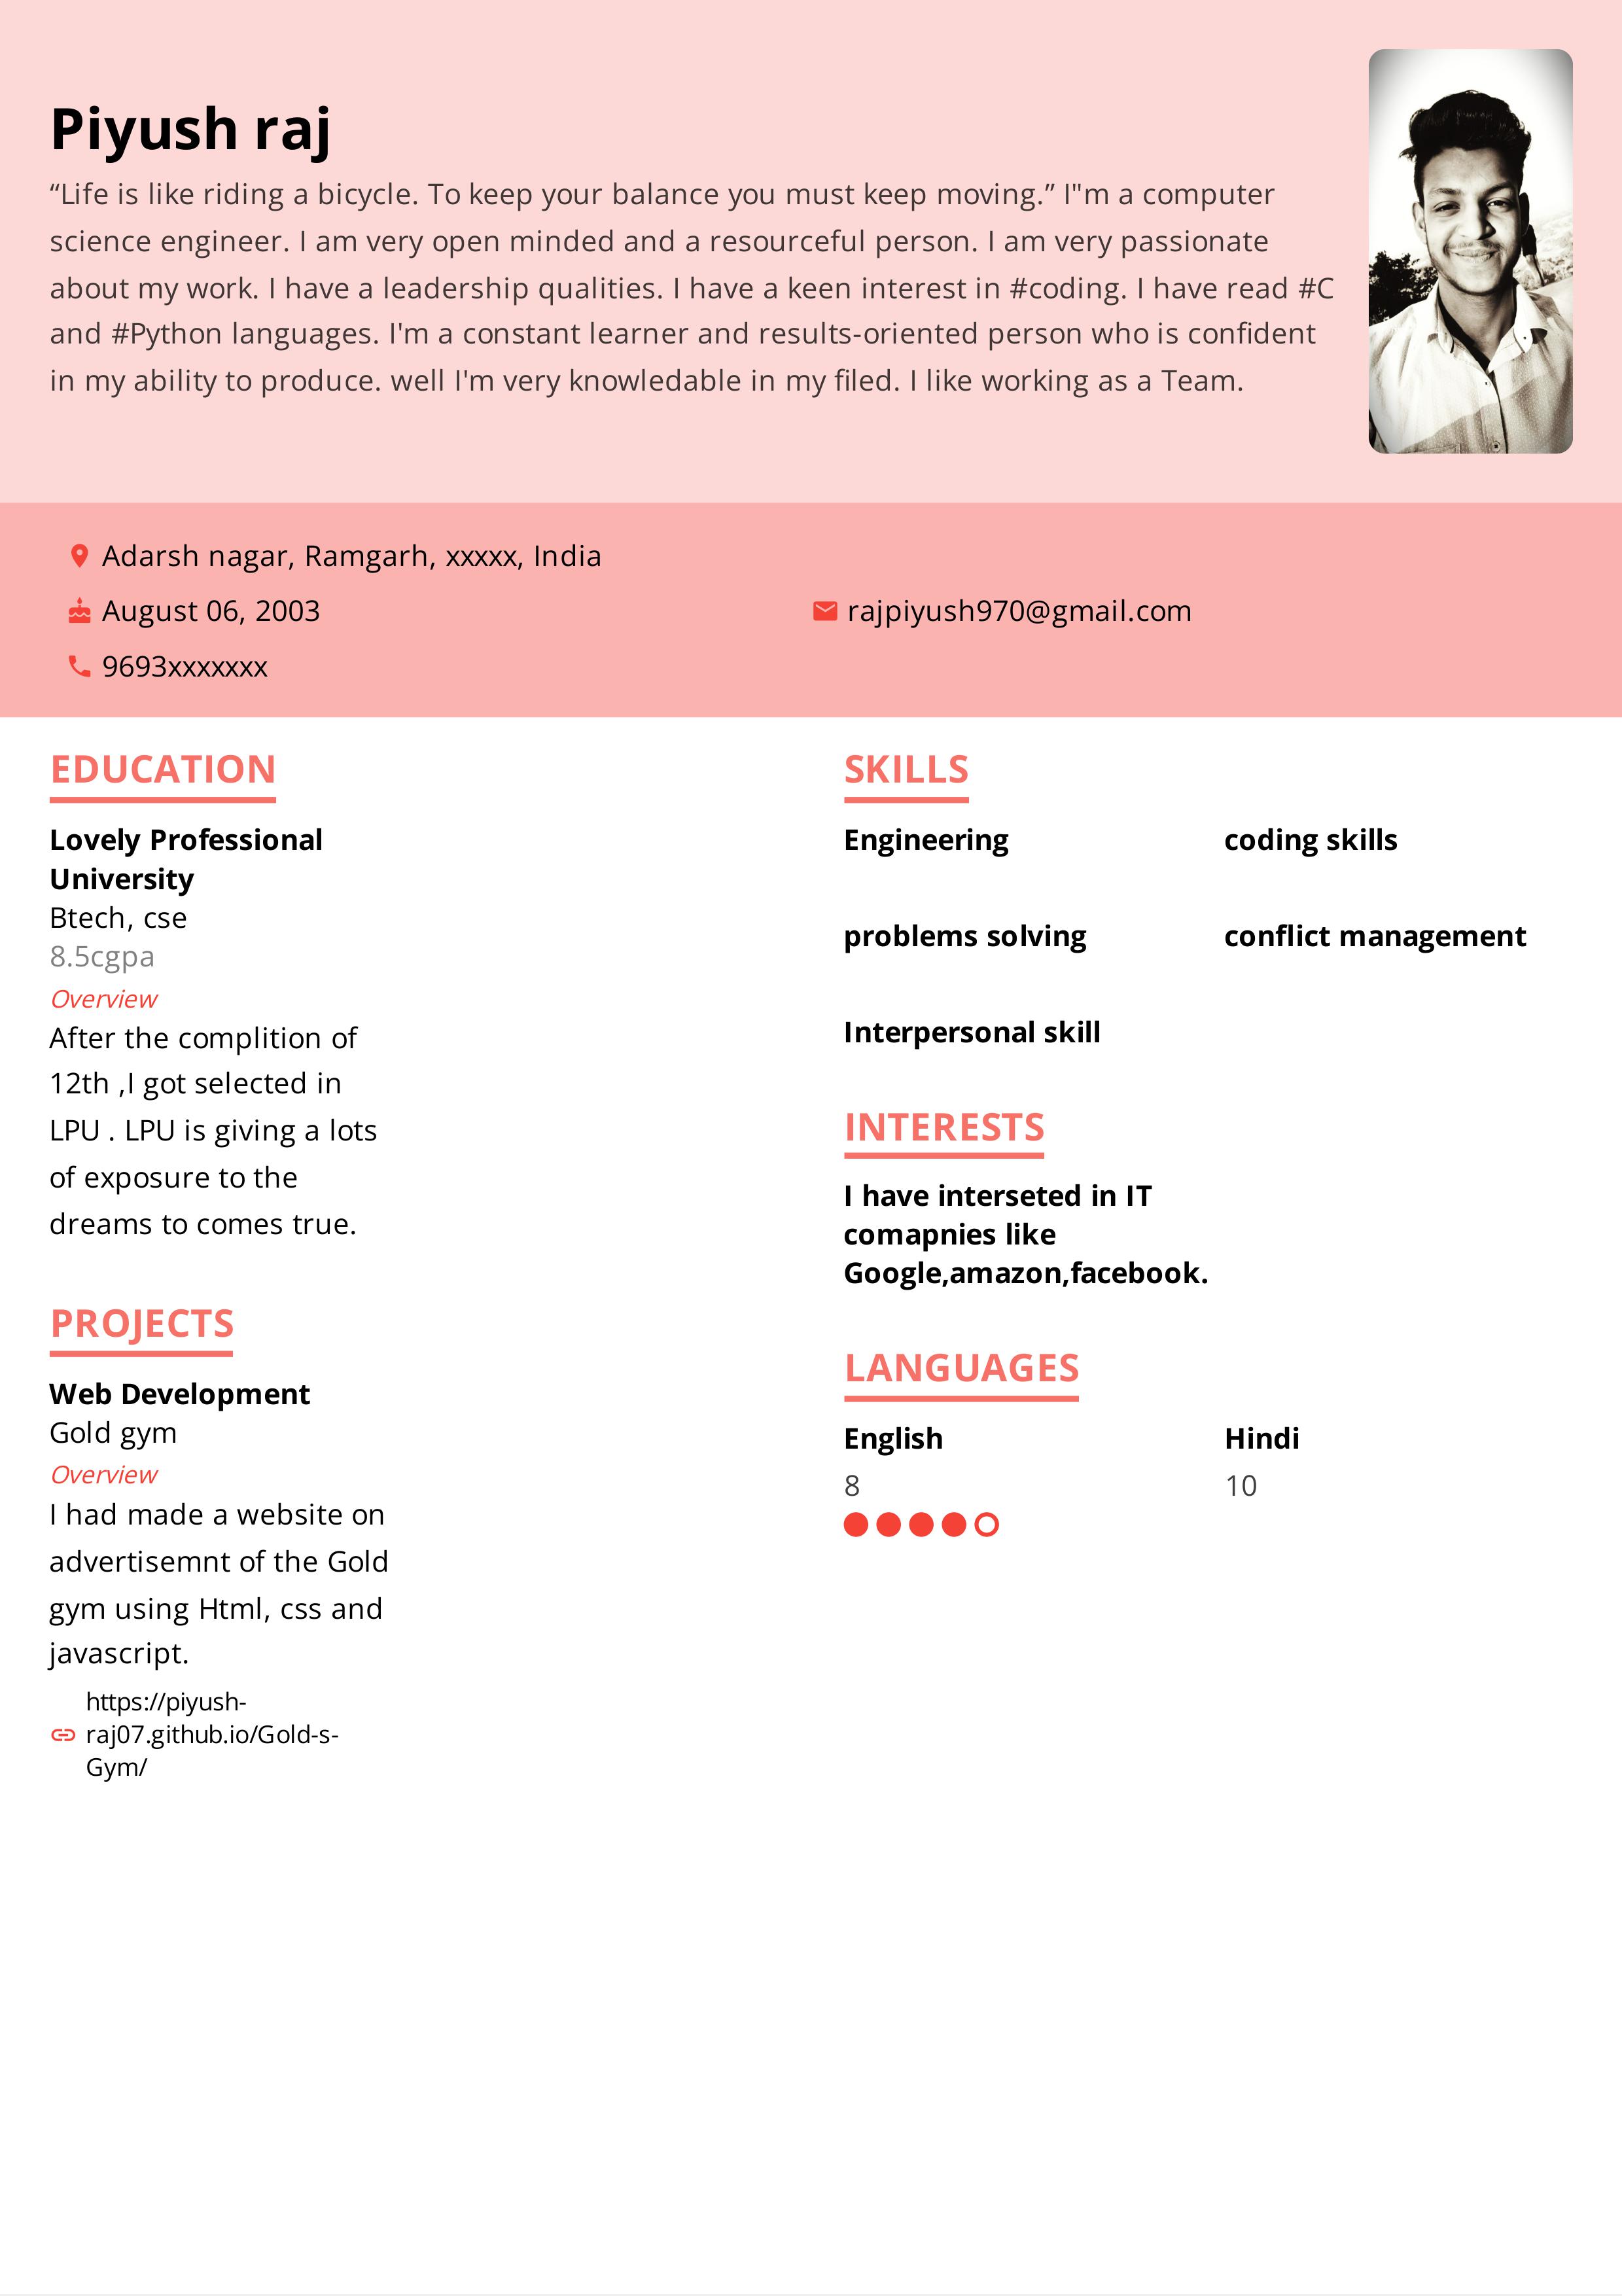 Piyush raj
“Life is like riding a bicycle. To keep your balance you must keep moving.” I"m a computer
science engineer. I am very open minded and a resourceful person. I am very passionate
about my work. I have a leadership qualities. I have a keen interest in #coding. I have read #C
and #Python languages. I'm a constant learner and results-oriented person who is confident
in my ability to produce. well I'm very knowledable in my filed. I like working as a Team.
Adarsh nagar, Ramgarh, xxxxx, India
August 06, 2003
rajpiyush970@gmail.com
9693xxxxxxx
EDUCATION
Lovely Professional
University
Btech, cse
8.5cgpa
Overview
After the complition of
12th ,I got selected in
LPU . LPU is giving a lots
of exposure to the
dreams to comes true.
PROJECTS
Web Development
Gold gym
Overview
I had made a website on
advertisemnt of the Gold
gym using Html, css and
javascript.
https://piyush-
raj07.github.io/Gold-s-
Gym/
SKILLS
Engineering
coding skills
problems solving
conflict management
Interpersonal skill
INTERESTS
I have interseted in IT
comapnies like
Google,amazon,facebook.
LANGUAGES
English
Hindi
8
10